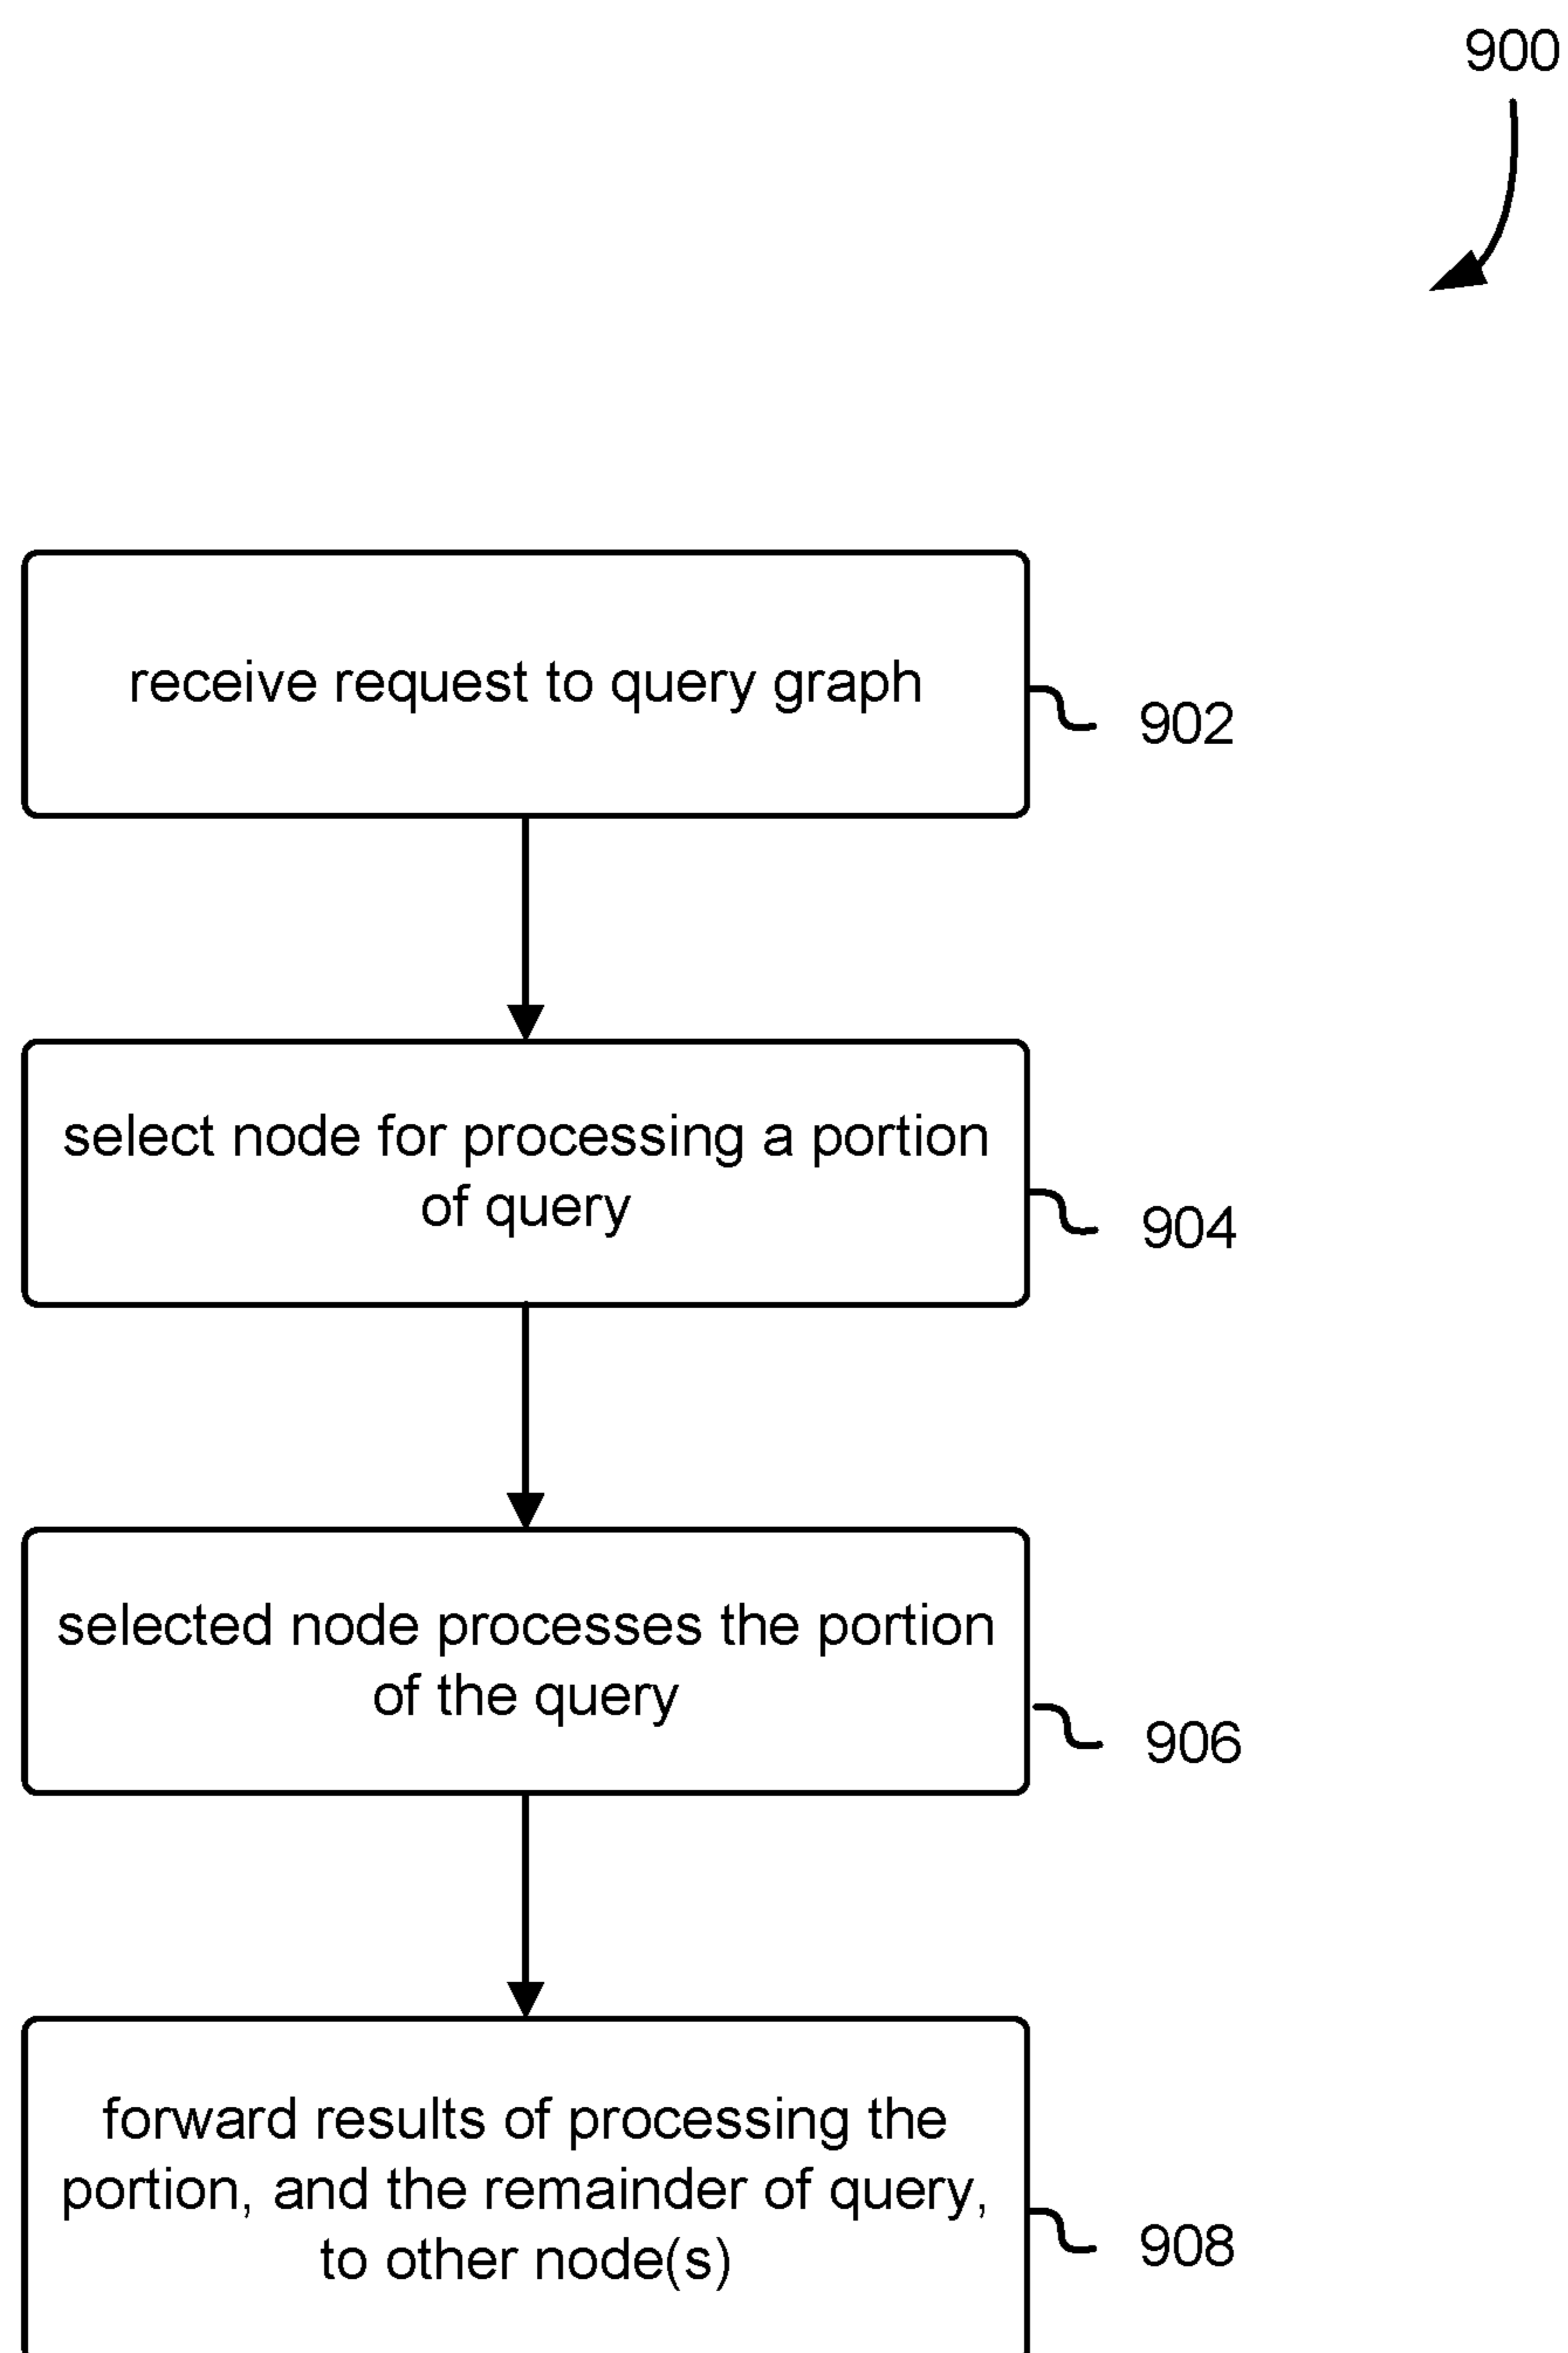 900
receive request to query graph
902
select node for processing a portion
of query
904
selected node processes the portion
of the query
906
forward results of processing the
portion, and the remainder of query,
to other node(s)
908